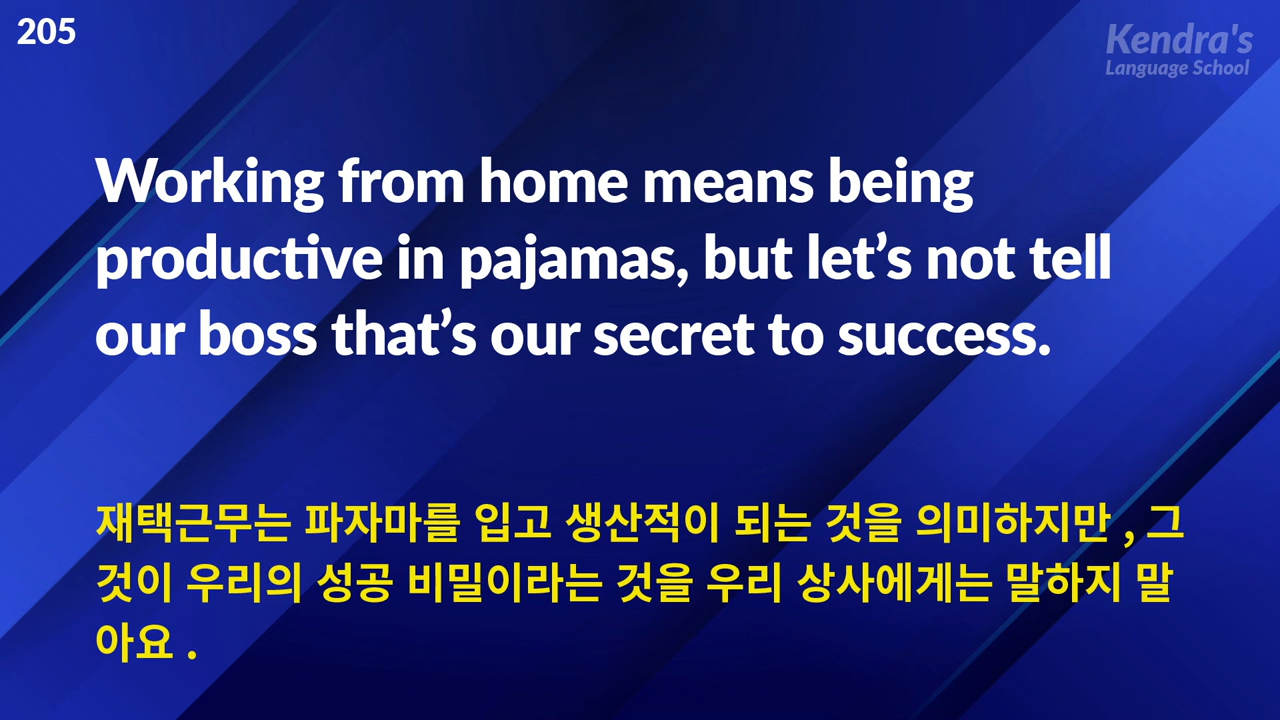 205
Kendra's
Language School
Working from home means being
productive in pajamas, but let’s not tell
our boss that’s our secret to success.
재택근무는 파자마를 입고 생산적이 되는 것을 의미하지만 , 그
것이 우리의 성공 비밀이라는 것을 우리 상사에게는 말하지 말
아요 .